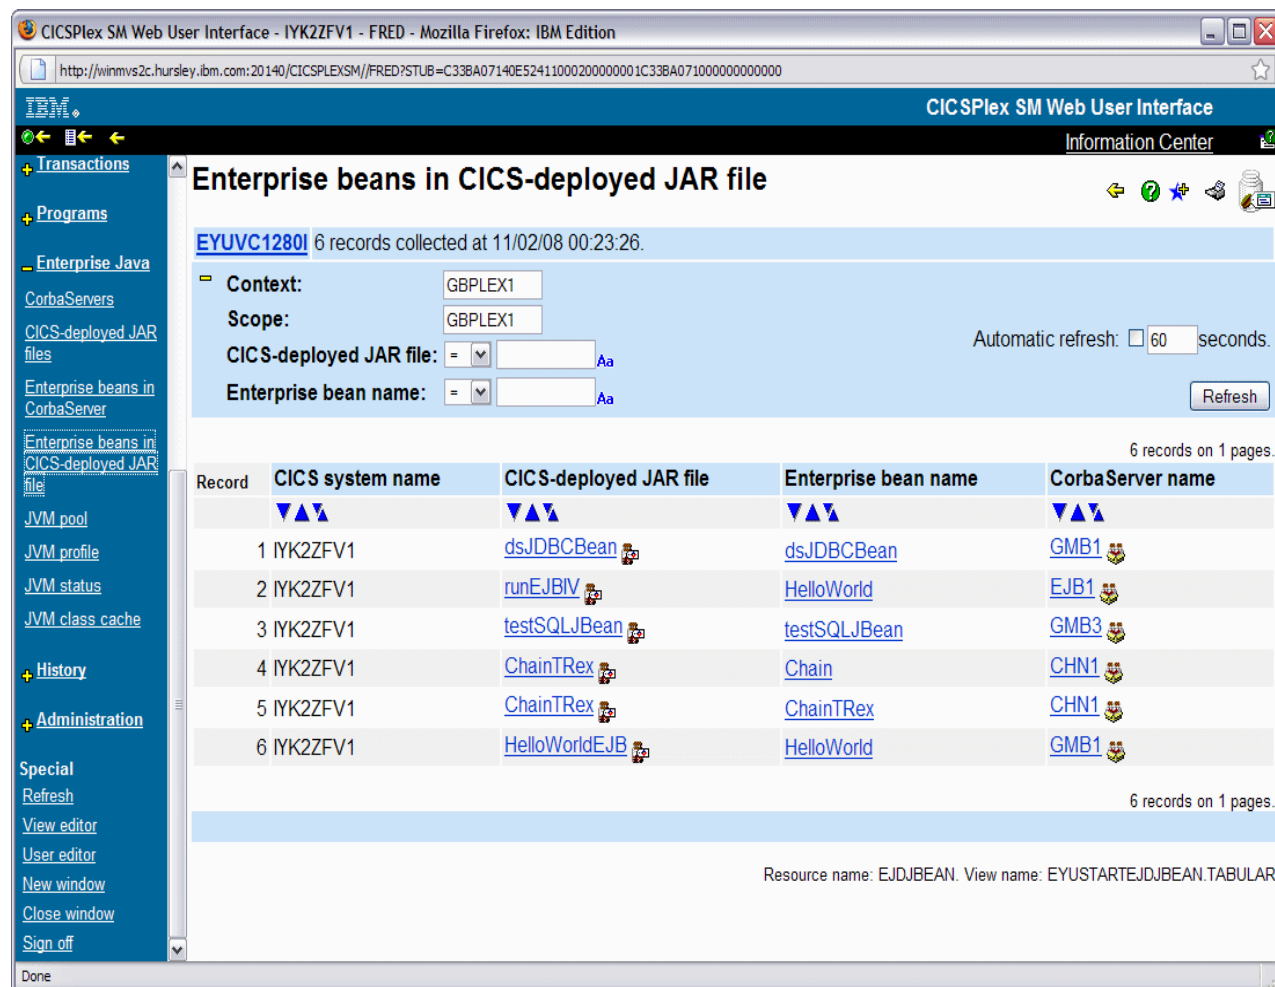 CICSPlex SM Web User Interface - IYK2ZFV1 - FRED - Mozilla Firefox: IBM Edition
http://winmvs2c.hursley.ibm.com:20140/CICSPLEXSM//FRED?STUB=C33BA07140E52411000200000001C33BA071000000000000
IBM
CICSPlex SM Web User Interface
Information Center
Transactions
Programs
Enterprise Java
CorbaServers
CICS-deployed JAR
files
Enterprise beans in
CorbaServer
Enterprise beans in
CICS-deployed JAR
file
JVM pool
JVM profile
JVM status
JVM class cache
History
Administration
Special
Refresh
View editor
User editor
New window
Close window
Sign off
Enterprise beans in CICS-deployed JAR file
EYUVC1280I 6 records collected at 11/02/08 00:23:26.
Context: GBPLEX1
Scope: GBPLEX1
CICS-deployed JAR file: = Aa
Enterprise bean name: = Aa
Automatic refresh: 60 seconds.
Refresh
6 records on 1 pages.
Record CICS system name CICS-deployed JAR file Enterprise bean name CorbaServer name
1 IYK2ZFV1 dsJDBCBean dsJDBCBean GMB1
2 IYK2ZFV1 runEJBIV HelloWorld EJB1
3 IYK2ZFV1 testSQLJBean testSQLJBean GMB3
4 IYK2ZFV1 ChainTRex Chain CHN1
5 IYK2ZFV1 ChainTRex ChainTRex CHN1
6 IYK2ZFV1 HelloWorldEJB HelloWorld GMB1
6 records on 1 pages.
Resource name: EJDJBEAN. View name: EYUSTARTEJDJBEAN.TABULAR
Done